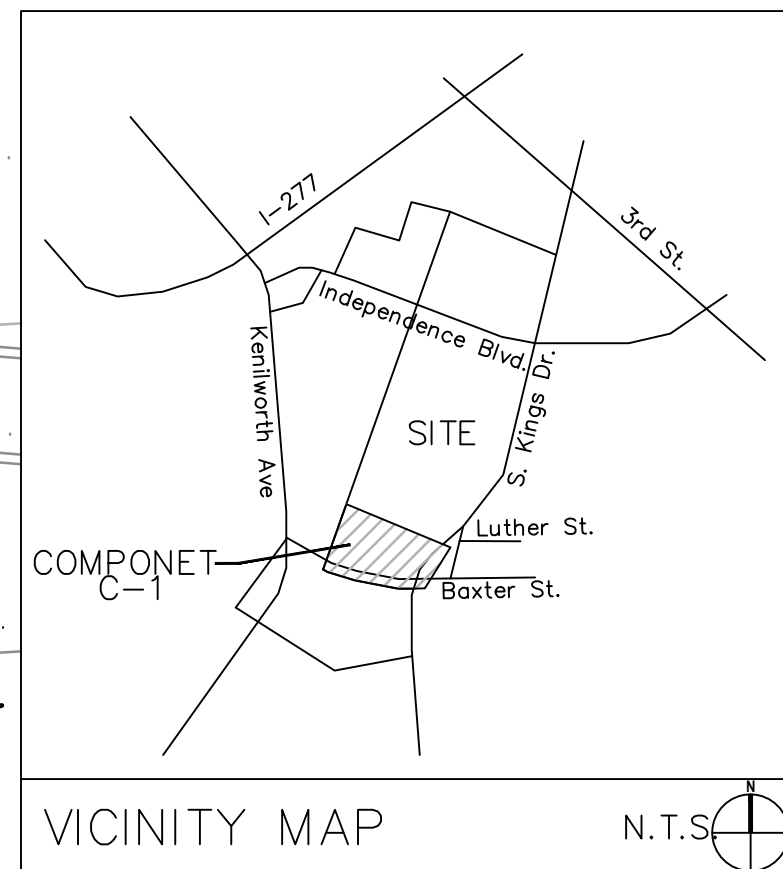 I-277
3rd St.
Independence Blvd.
Kenilworth Ave
S. Kings Dr.
SITE
Luther St.
COMPONET
C-1
Baxter St.
VICINITY MAP
N.T.S.
N